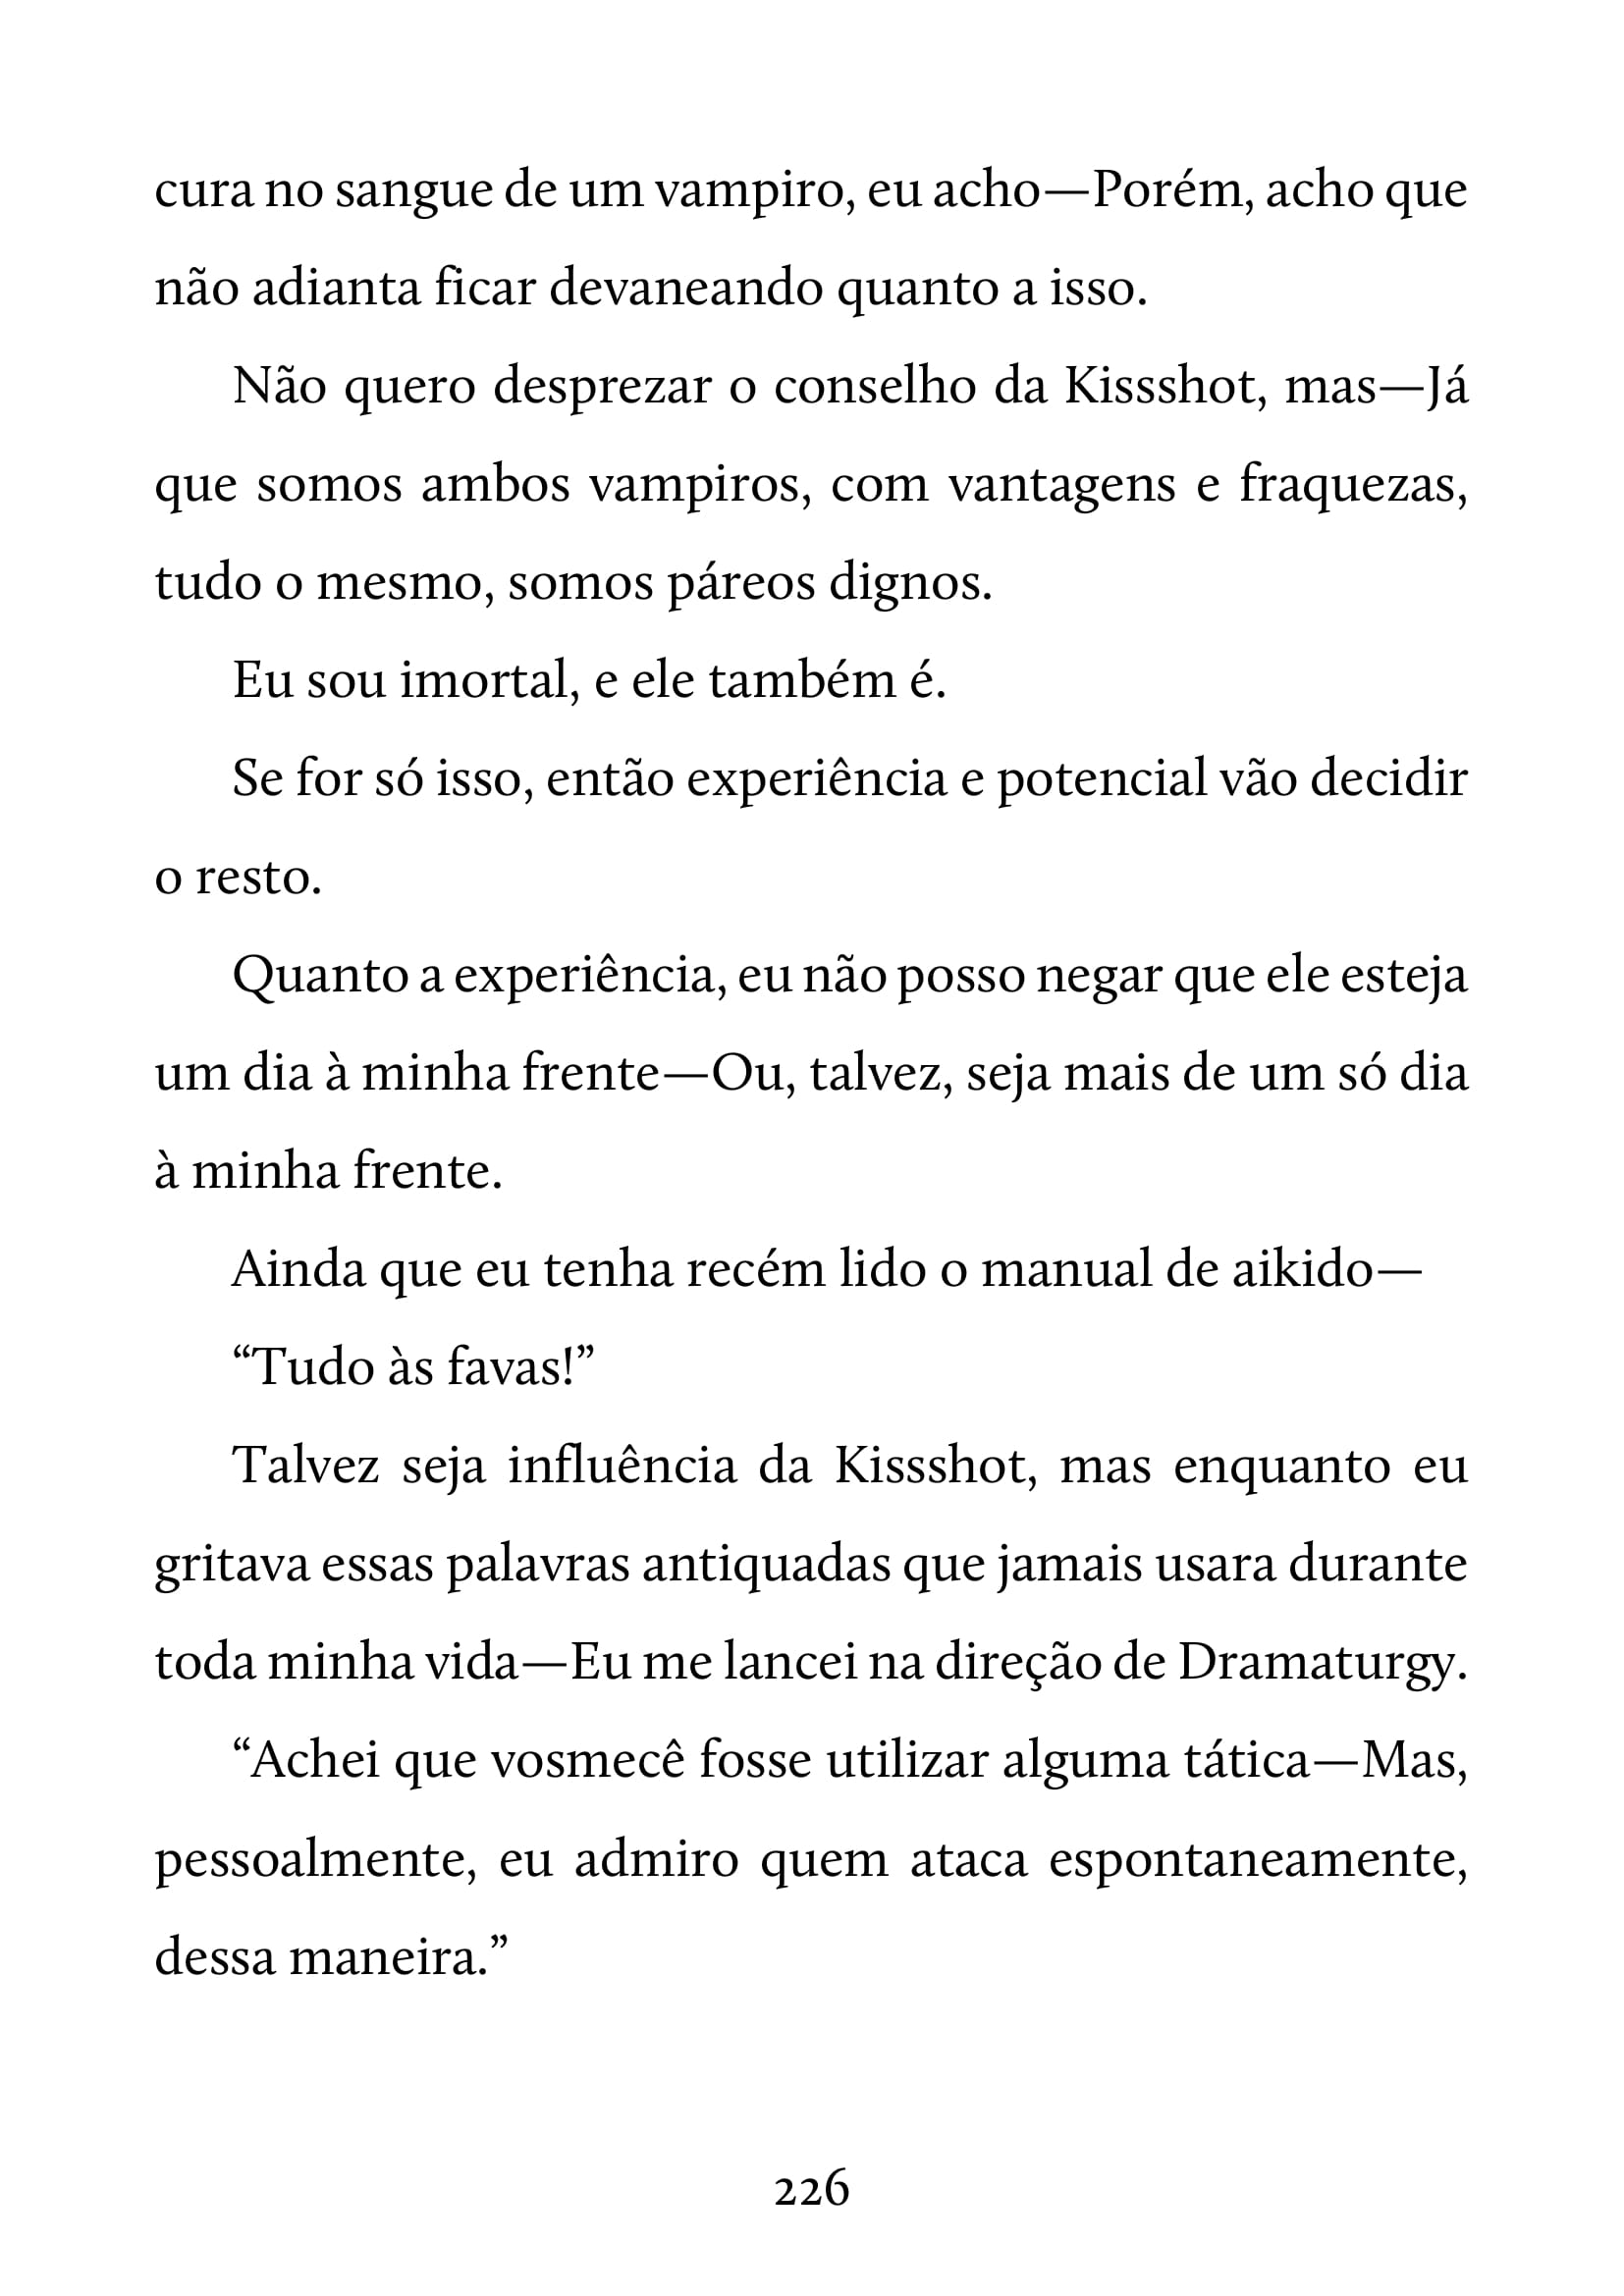 cura no sangue de um vampiro, eu acho—Porém, acho que
não adianta ficar devaneando quanto a isso.
Não quero desprezar o conselho da Kissshot, mas—Já
que somos ambos vampiros, com vantagens e fraquezas,
tudo o mesmo, somos páreos dignos.
Eu sou imortal, e ele também é.
Se for só isso, então experiência e potencial vão decidir
o resto.
Quanto a experiência, eu não posso negar que ele esteja
um dia à minha frente—Ou, talvez, seja mais de um só dia
à minha frente.
Ainda que eu tenha recém lido o manual de aikido—
“Tudo às favas!”
Talvez seja influência da Kissshot, mas enquanto eu
gritava essas palavras antiquadas que jamais usara durante
toda minha vida—Eu me lancei na direção de Dramaturgy.
“Achei que vosmecê fosse utilizar alguma tática—Mas,
pessoalmente, eu admiro quem ataca espontaneamente,
dessa maneira.”
226